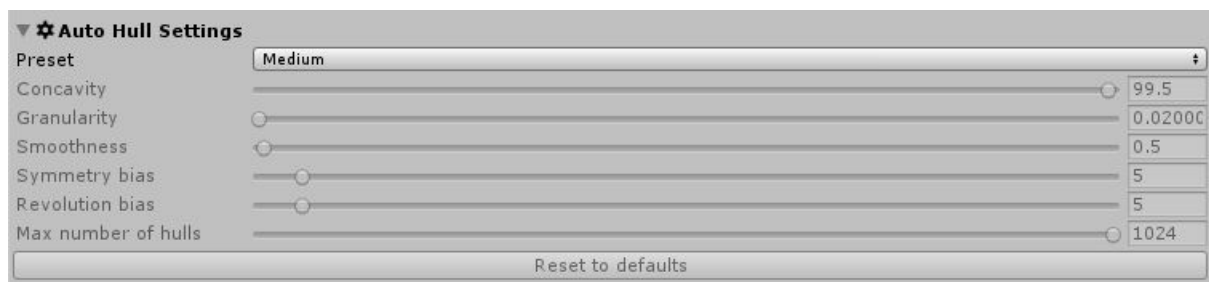 Auto Hull Settings
Preset Medium
Concavity 99.5
Granularity 0.02000
Smoothness 0.5
Symmetry bias 5
Revolution bias 5
Max number of hulls 1024
Reset to defaults